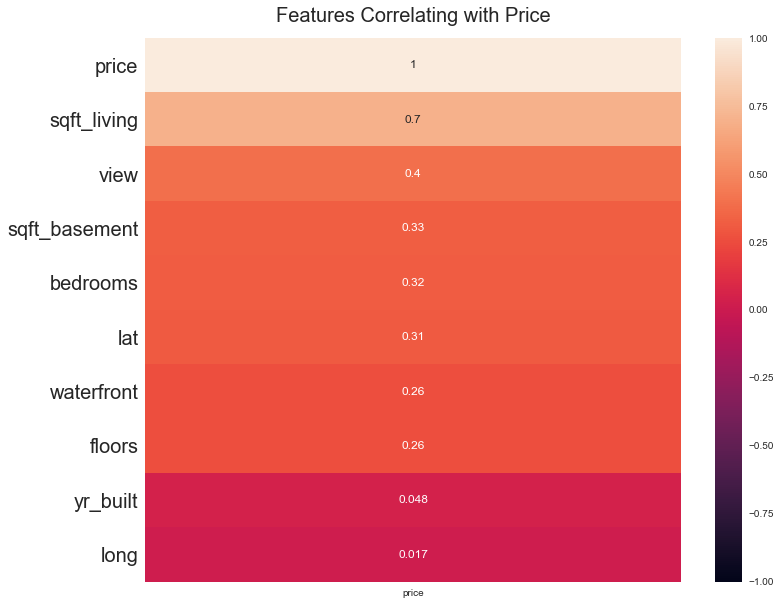 Features Correlating with Price
price
1
sqft_living
0.7
view
0.4
sqft_basement
0.33
bedrooms
0.32
lat
0.31
waterfront
0.26
floors
0.26
yr_built
0.048
long
0.017
price
1.00
0.75
0.50
0.25
0.00
−0.25
−0.50
−0.75
−1.00